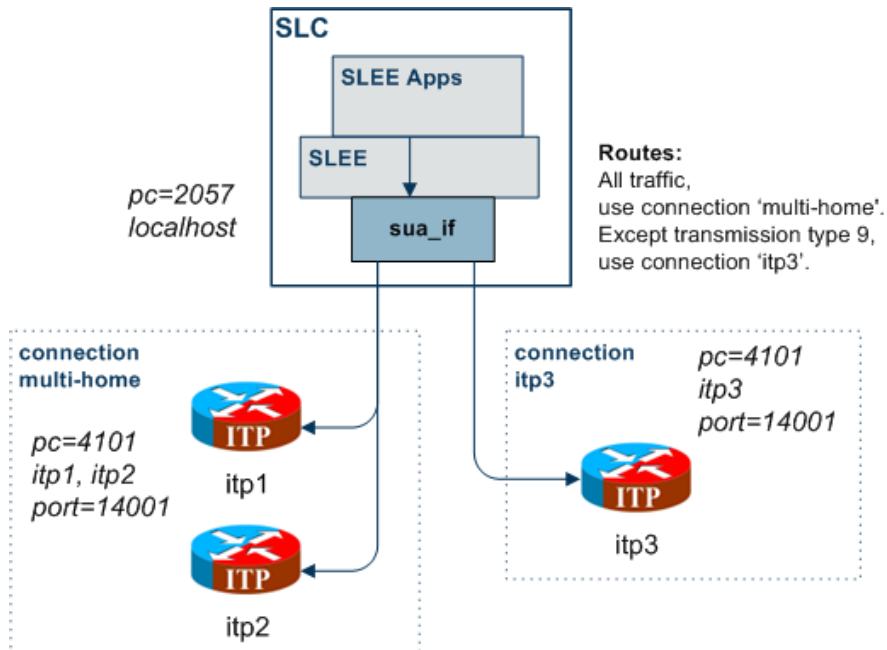 SLC
SLEE Apps
SLEE
sua_if
pc=2057
localhost
Routes:
All traffic,
use connection ‘multi-home’.
Except transmission type 9,
use connection ‘itp3’.
connection
multi-home
pc=4101
itp1, itp2
port=14001
ITP
itp1
ITP
itp2
connection
itp3
pc=4101
itp3
port=14001
ITP
itp3